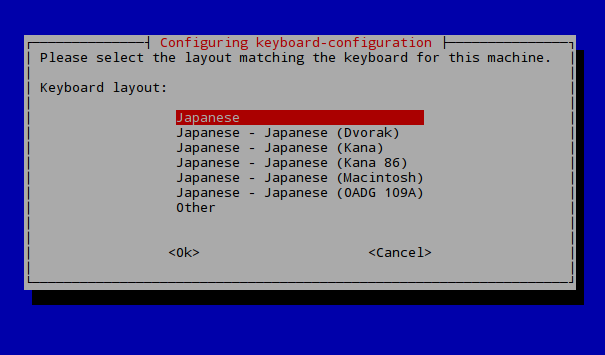 Configuring keyboard-configuration
Please select the layout matching the keyboard for this machine.
Keyboard layout:
Japanese
Japanese - Japanese (Dvorak)
Japanese - Japanese (Kana)
Japanese - Japanese (Kana 86)
Japanese - Japanese (Macintosh)
Japanese - Japanese (OADG 109A)
Other
<Ok> <Cancel>